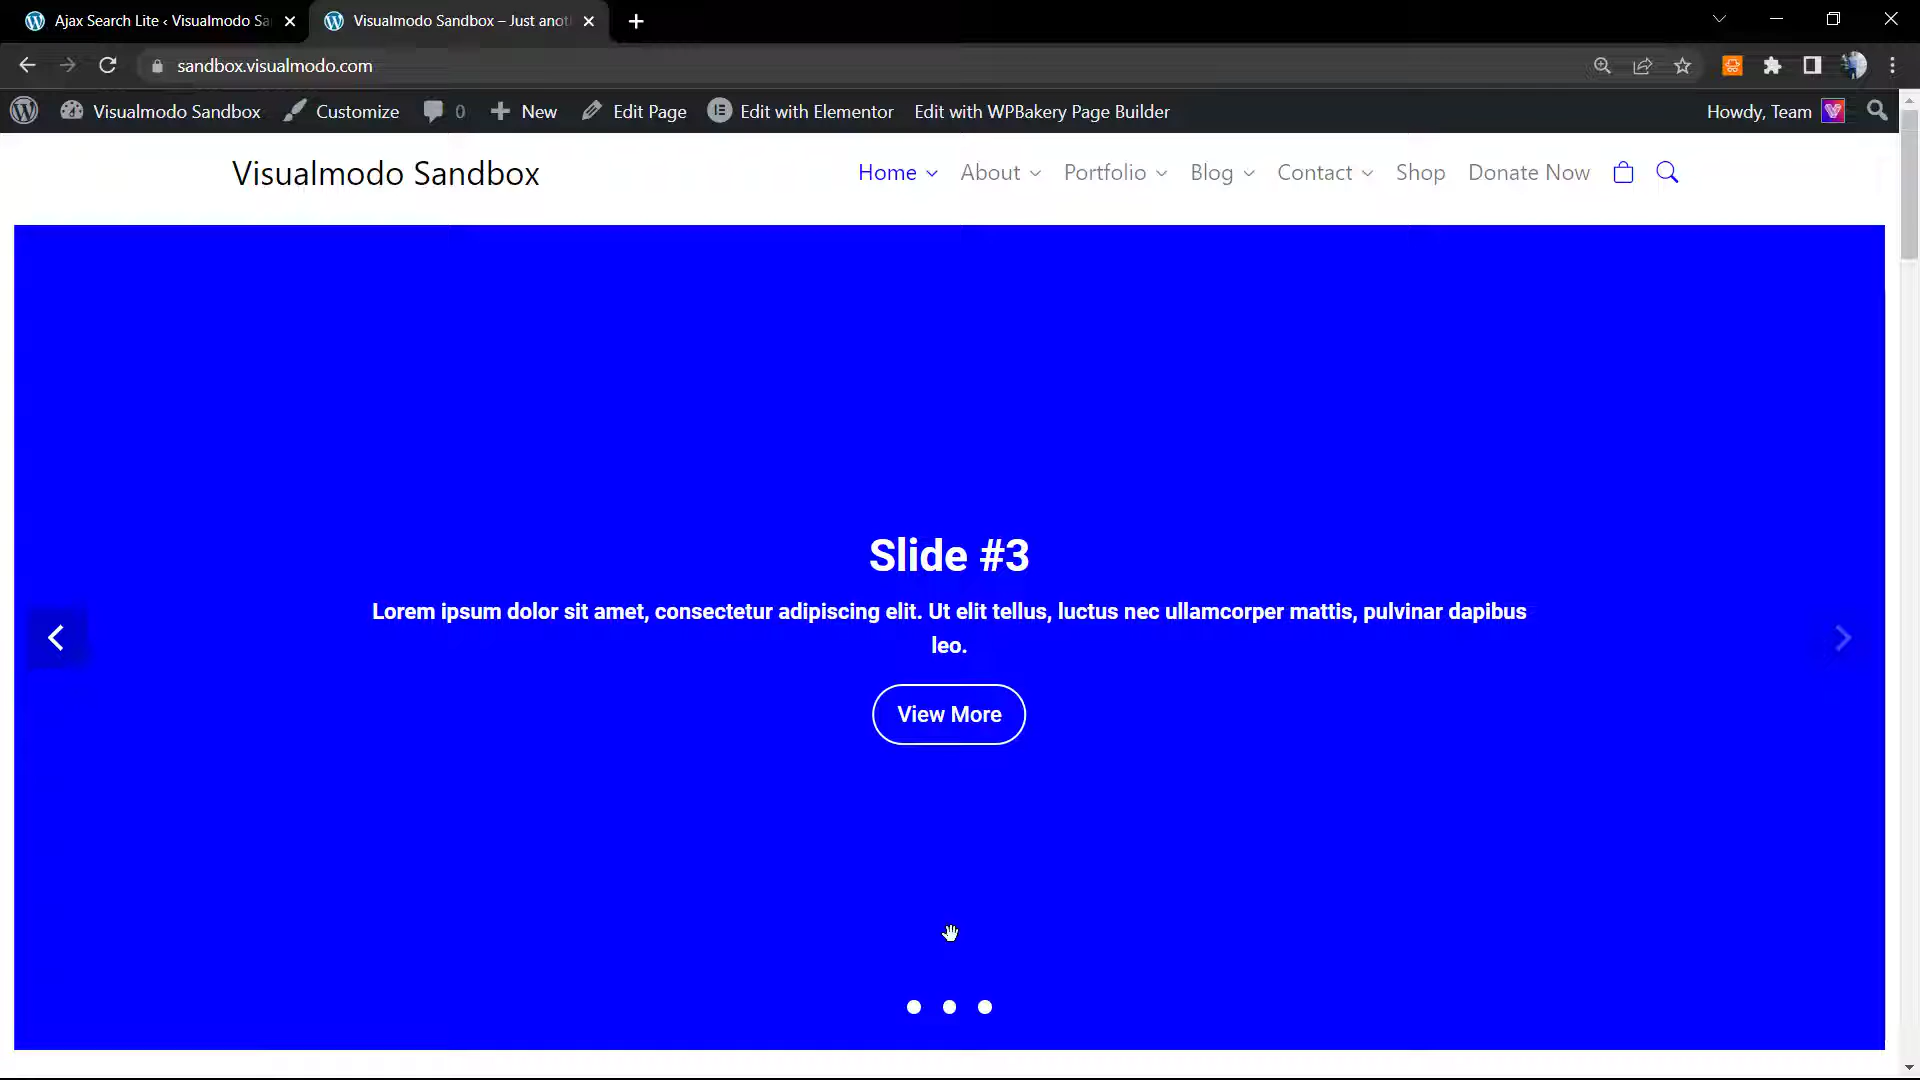 Ajax Search Lite ‹ Visualmodo Sa
Visualmodo Sandbox – Just anot
sandbox.visualmodo.com
Visualmodo Sandbox
Customize
0
New
Edit Page
Edit with Elementor
Edit with WPBakery Page Builder
Howdy, Team
Visualmodo Sandbox
Home
About
Portfolio
Blog
Contact
Shop
Donate Now
Slide #3
Lorem ipsum dolor sit amet, consectetur adipiscing elit. Ut elit tellus, luctus nec ullamcorper mattis, pulvinar dapibus
leo.
View More